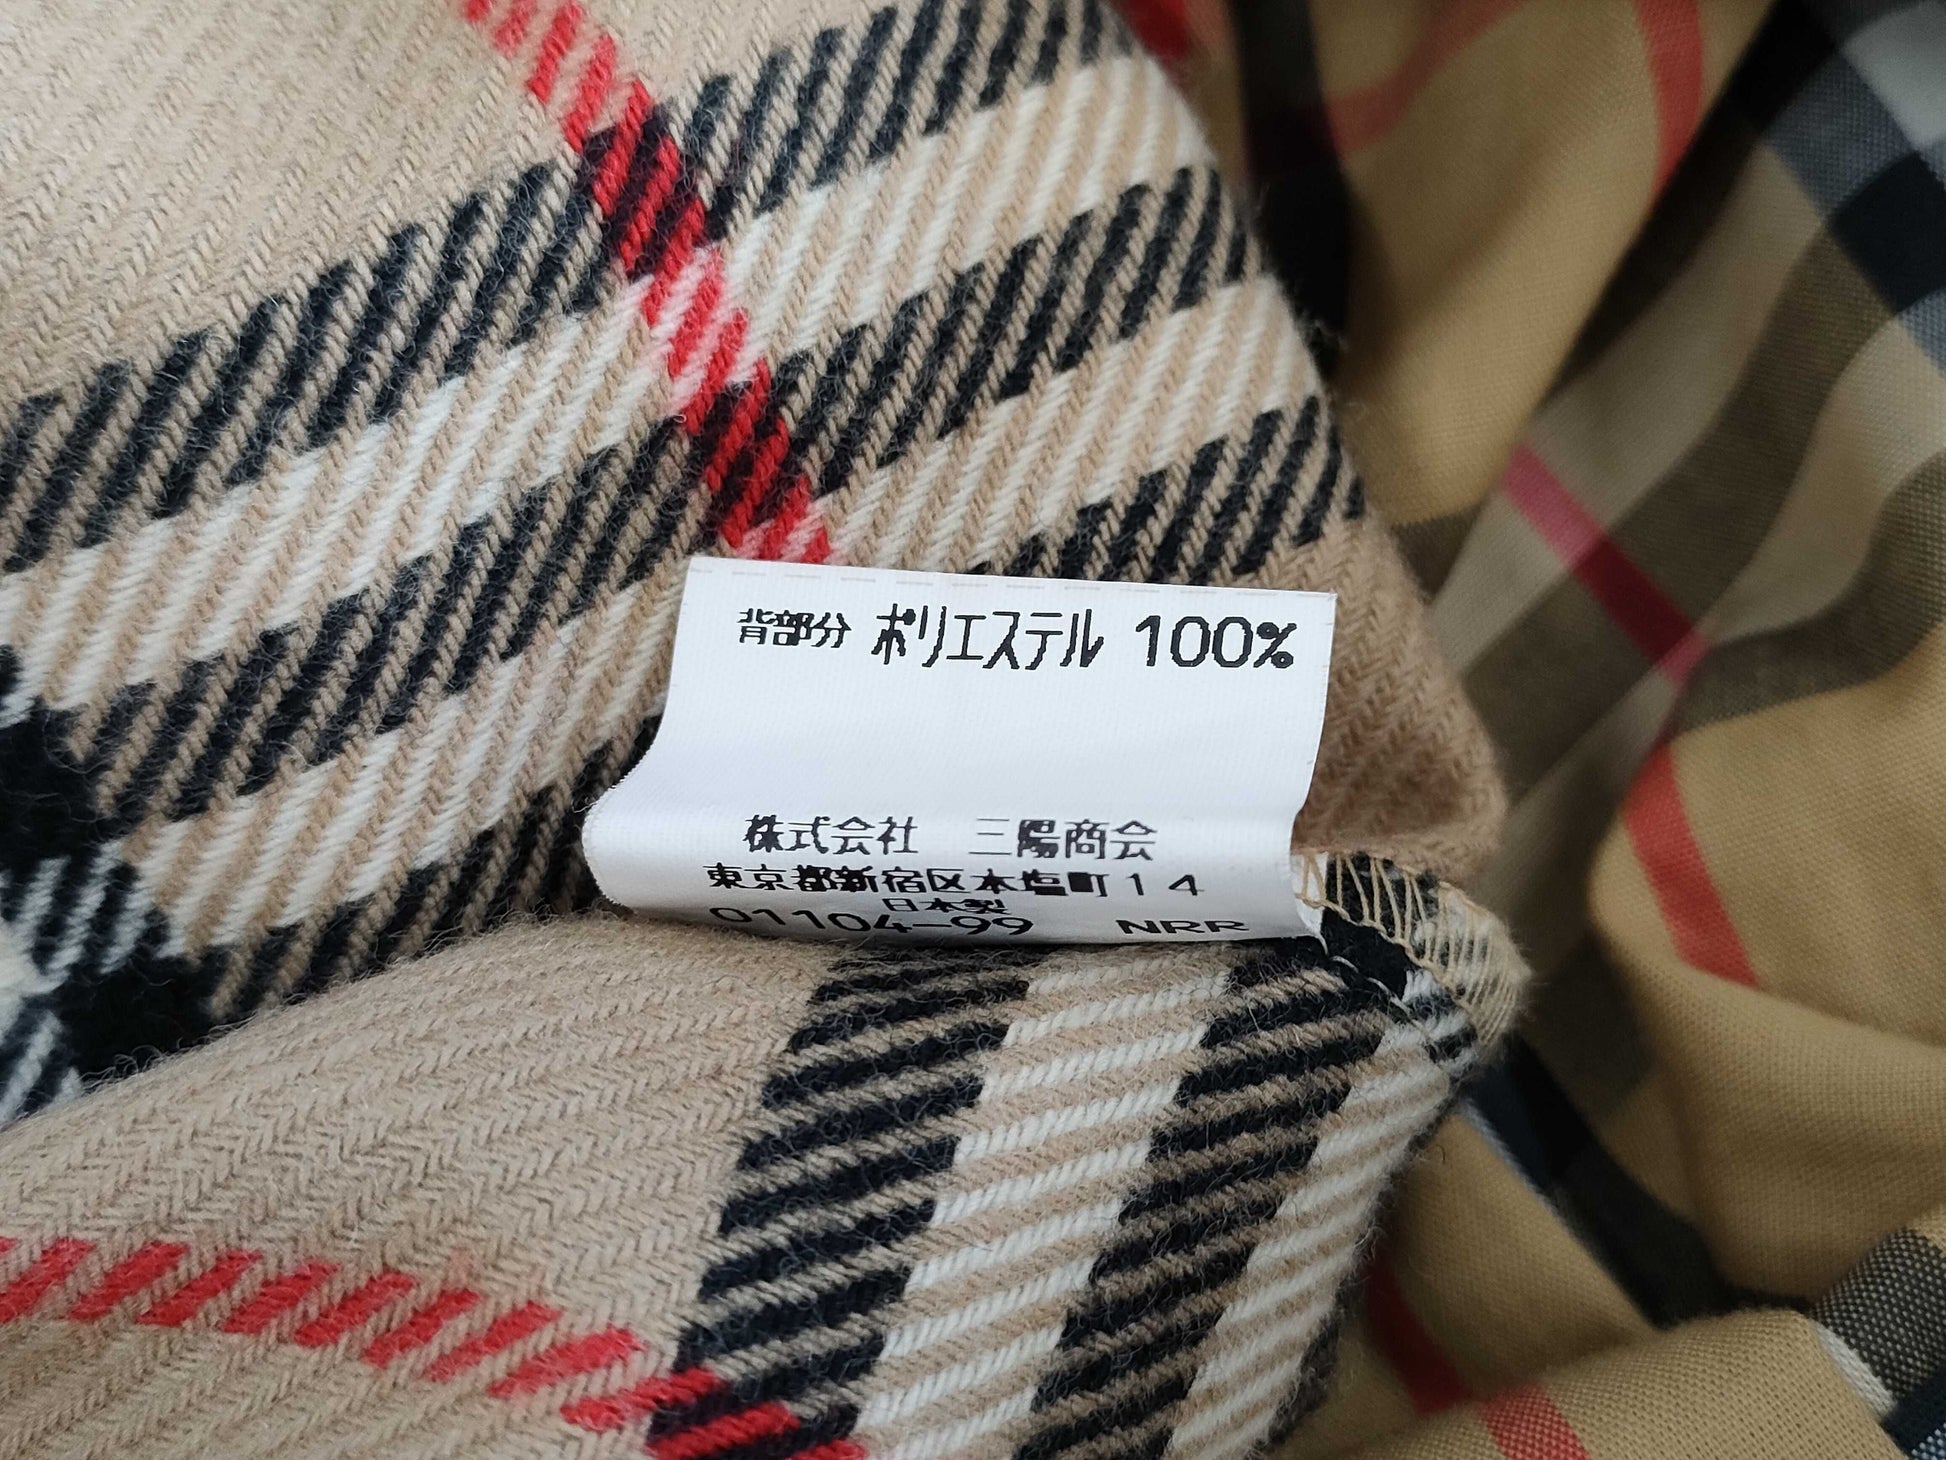 背部分 ポリエステル 100%
株式会社 三陽商会
東京都新宿区本塩町14
日本製
01104-99 NRR